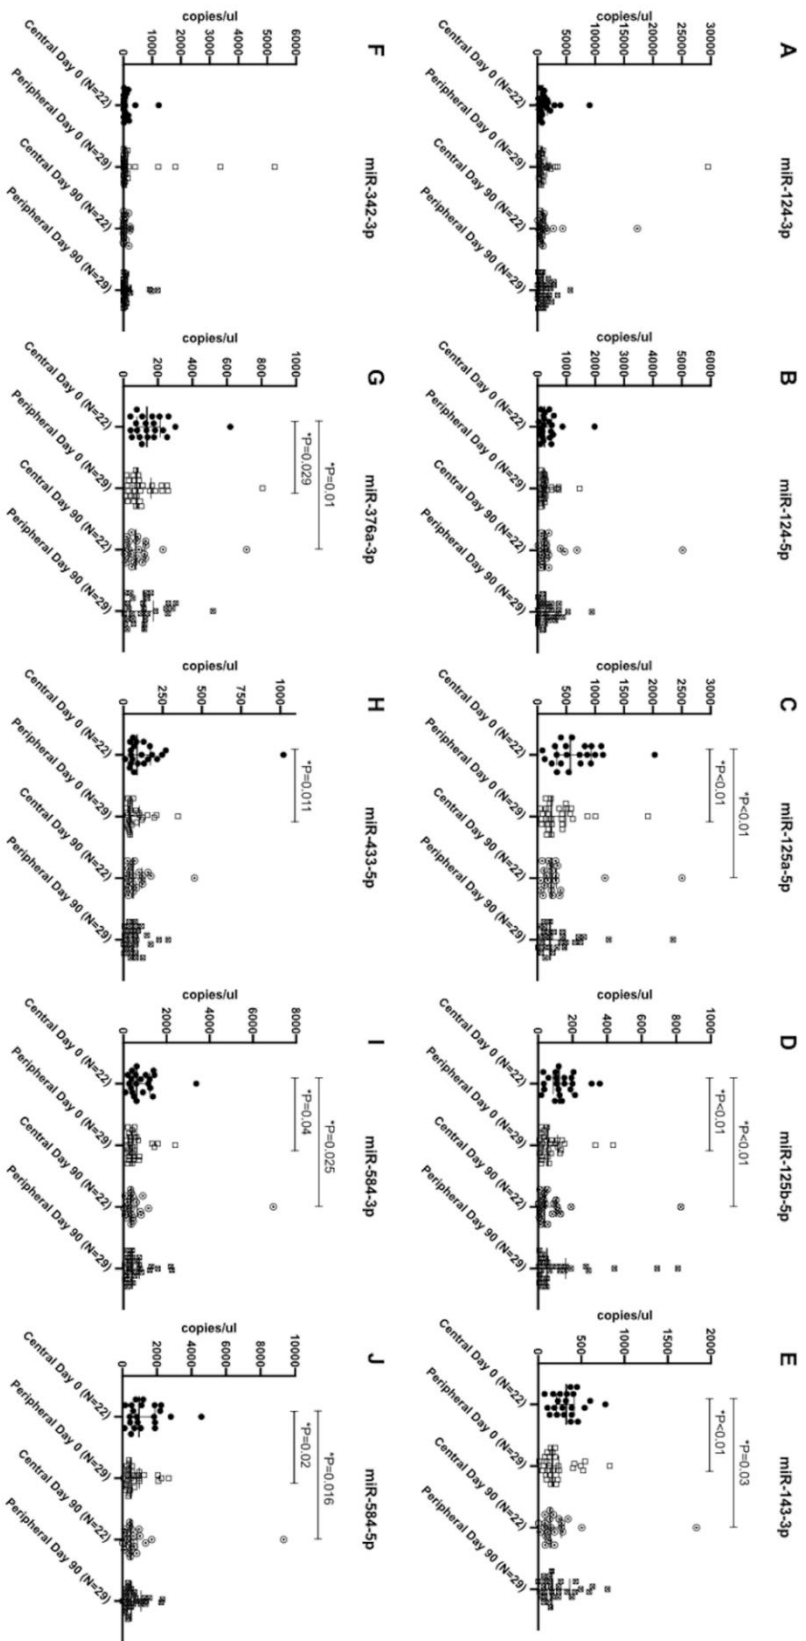 A
miR-124-3p
copies/ul
30000
25000
20000
15000
10000
5000
0
Central Day 0 (N=22)
Peripheral Day 0 (N=29)
Central Day 90 (N=22)
Peripheral Day 90 (N=29)
B
miR-124-5p
copies/ul
6000
5000
4000
3000
2000
1000
0
Central Day 0 (N=22)
Peripheral Day 0 (N=29)
Central Day 90 (N=22)
Peripheral Day 90 (N=29)
C
miR-125a-5p
copies/ul
30000
25000
20000
15000
10000
5000
0
*P<0.01
*P<0.01
Central Day 0 (N=22)
Peripheral Day 0 (N=29)
Central Day 90 (N=22)
Peripheral Day 90 (N=29)
D
miR-125b-5p
copies/ul
1000
800
600
400
200
0
*P<0.01
*P<0.01
Central Day 0 (N=22)
Peripheral Day 0 (N=29)
Central Day 90 (N=22)
Peripheral Day 90 (N=29)
E
miR-143-3p
copies/ul
2000
1500
1000
500
0
*P=0.03
*P<0.01
Central Day 0 (N=22)
Peripheral Day 0 (N=29)
Central Day 90 (N=22)
Peripheral Day 90 (N=29)
F
miR-342-3p
copies/ul
6000
5000
4000
3000
2000
1000
0
Central Day 0 (N=22)
Peripheral Day 0 (N=29)
Central Day 90 (N=22)
Peripheral Day 90 (N=29)
G
miR-376a-3p
copies/ul
1000
800
600
400
200
0
*P=0.01
*P=0.029
Central Day 0 (N=22)
Peripheral Day 0 (N=29)
Central Day 90 (N=22)
Peripheral Day 90 (N=29)
H
miR-433-5p
copies/ul
1000
750
500
250
0
*P=0.011
Central Day 0 (N=22)
Peripheral Day 0 (N=29)
Central Day 90 (N=22)
Peripheral Day 90 (N=29)
I
miR-584-3p
copies/ul
8000
6000
4000
2000
0
*P=0.025
*P=0.04
Central Day 0 (N=22)
Peripheral Day 0 (N=29)
Central Day 90 (N=22)
Peripheral Day 90 (N=29)
J
miR-584-5p
copies/ul
10000
8000
6000
4000
2000
0
*P=0.016
*P=0.02
Central Day 0 (N=22)
Peripheral Day 0 (N=29)
Central Day 90 (N=22)
Peripheral Day 90 (N=29)